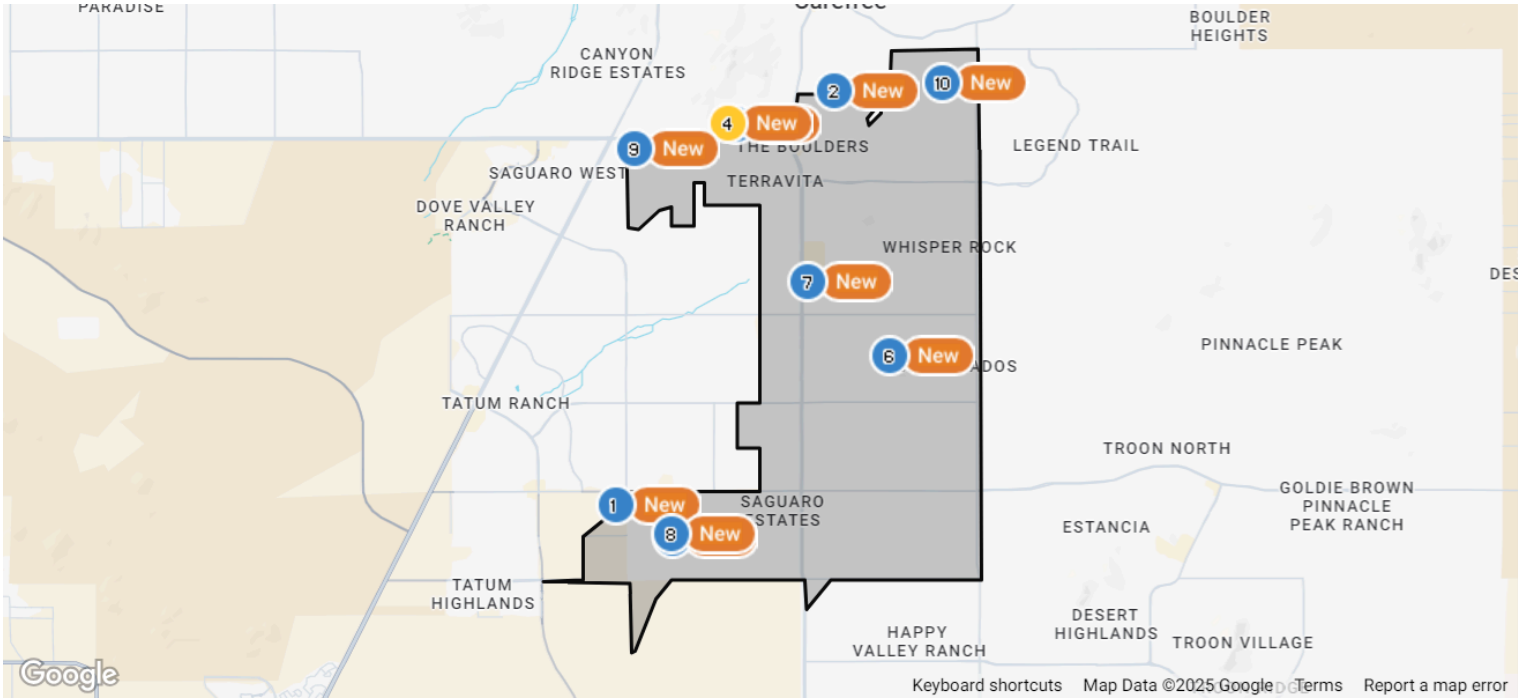 PARADISE
Carefree
BOULDER
HEIGHTS
CANYON
RIDGE ESTATES
2 New
10 New
4 New
THE BOULDERS
LEGEND TRAIL
9 New
SAGUARO WEST
TERRAVITA
DOVE VALLEY
RANCH
WHISPER ROCK
DES
7 New
PINNACLE PEAK
6 New
ADOS
TATUM RANCH
TROON NORTH
GOLDIE BROWN
PINNACLE
PEAK RANCH
1 New
SAGUARO
ESTATES
ESTANCIA
8 New
TATUM
HIGHLANDS
DESERT
HIGHLANDS
HAPPY
VALLEY RANCH
TROON VILLAGE
Google
Keyboard shortcuts Map Data ©2025 Google Terms Report a map error